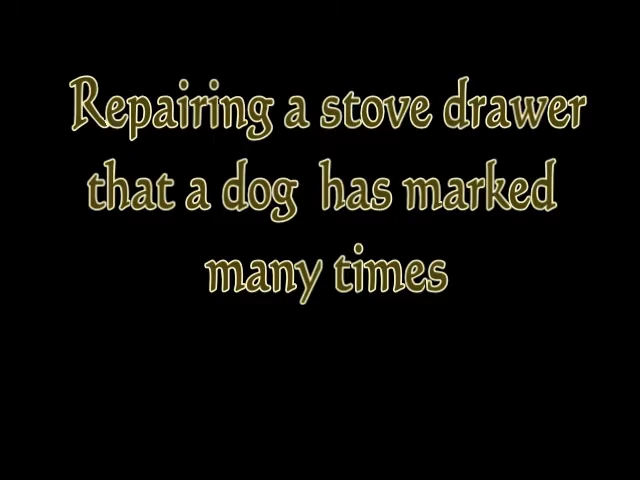 Repairing a stove drawer
that a dog has marked
many times